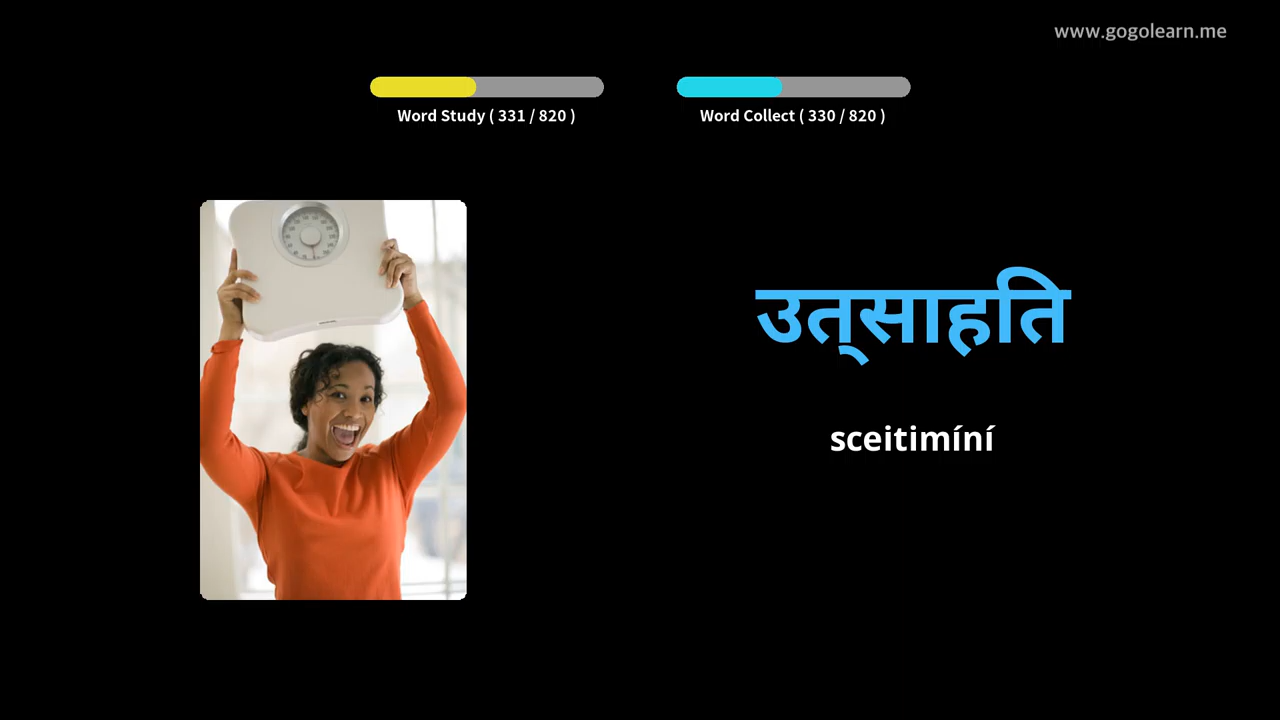 www.gogolearn.me
Word Study ( 331 / 820 )
Word Collect ( 330 / 820 )
उत्साहति
sceitimíní